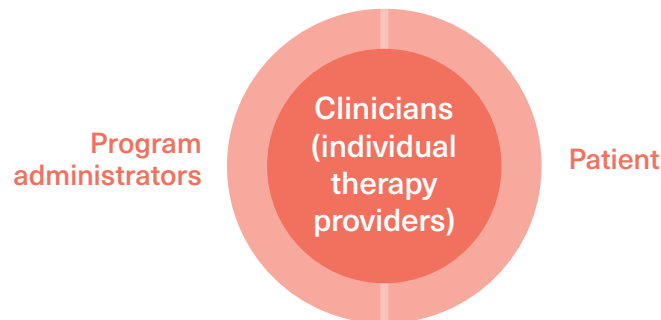 Program
administrators
Clinicians
(individual
therapy
providers)
Patient